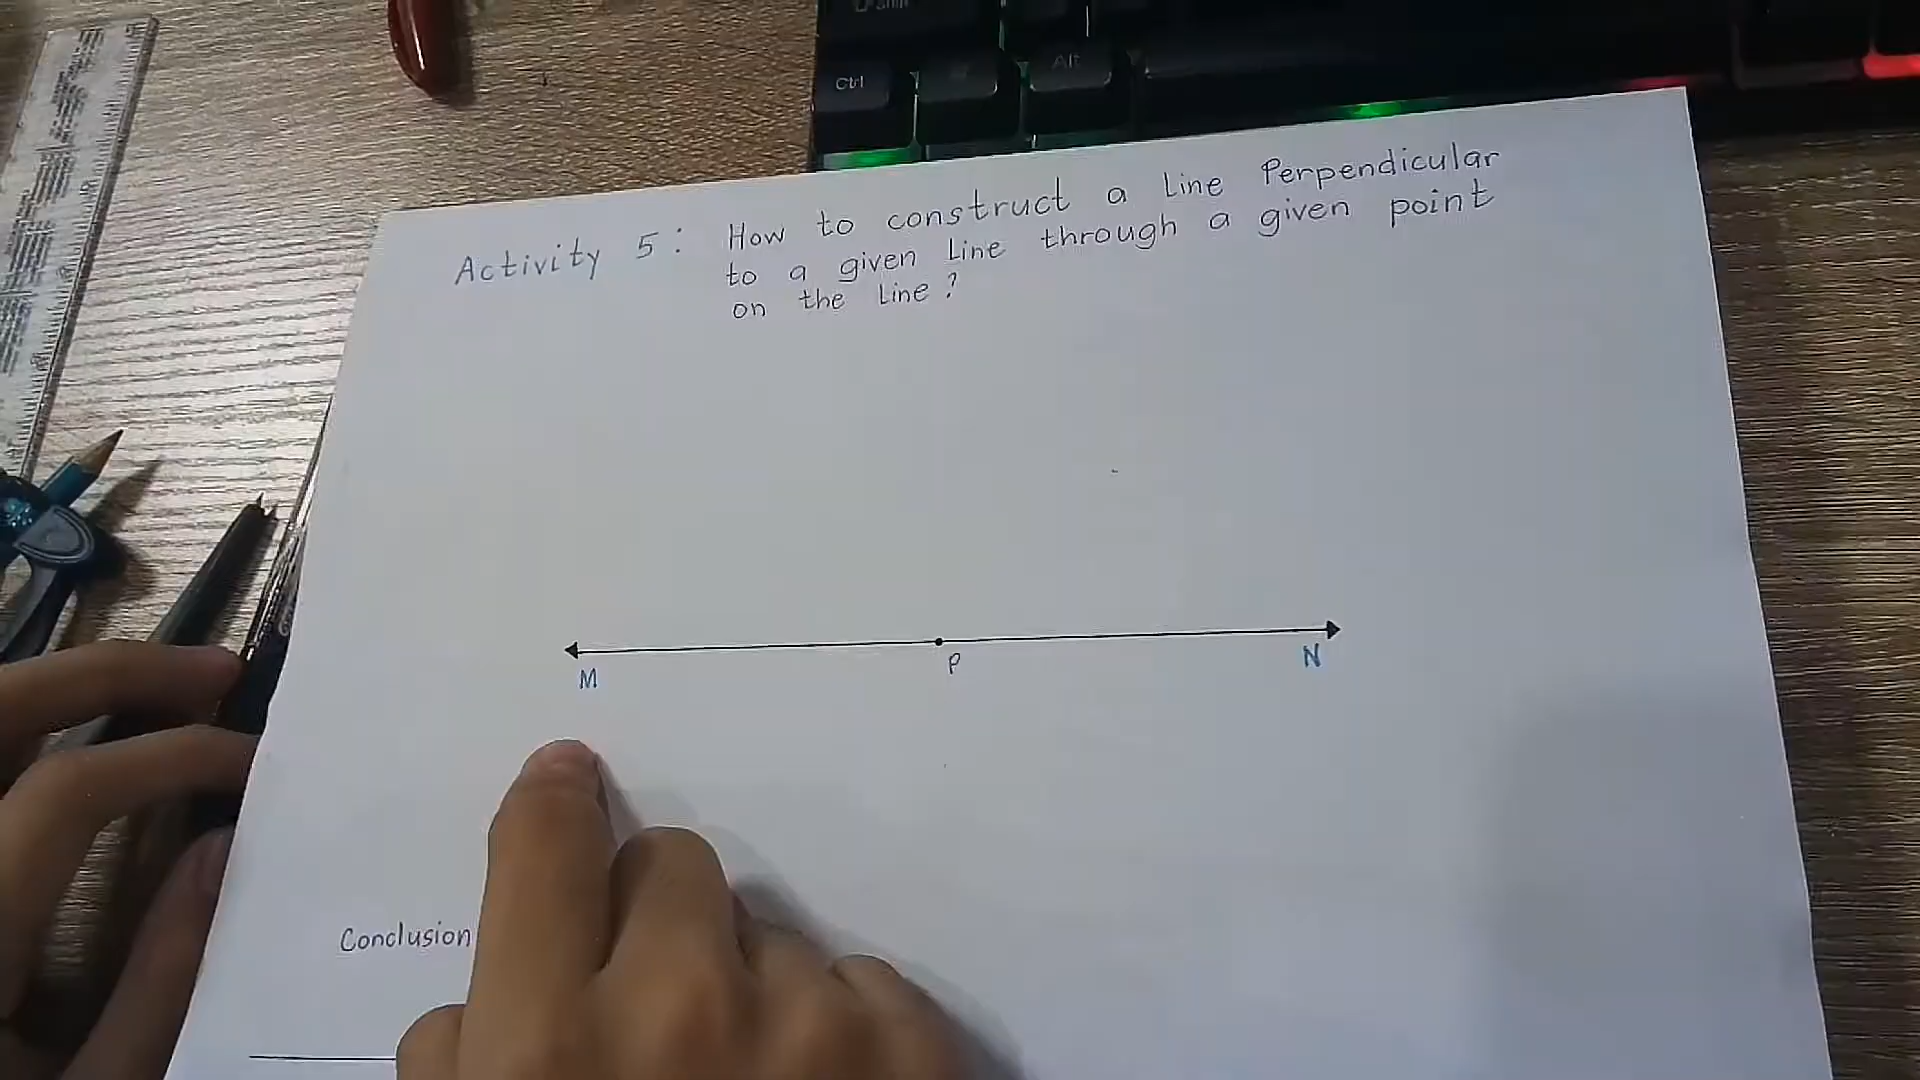 Ctrl
Alt
Activity 5: How to construct a Line Perpendicular
to a given Line through a given point
on the Line?
M P N
Conclusion